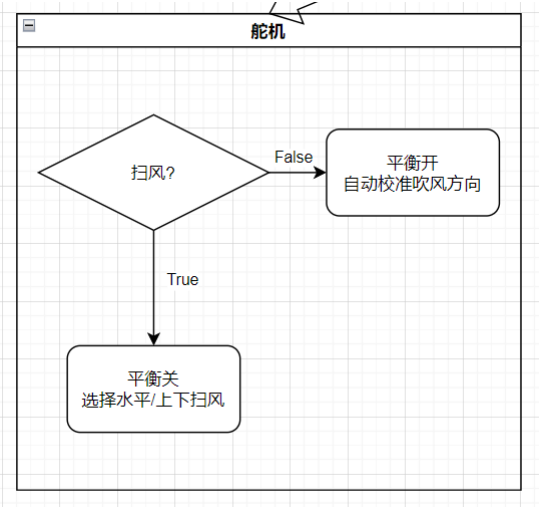 舵机
扫风?
False
平衡开
自动校准吹风方向
True
平衡关
选择水平/上下扫风